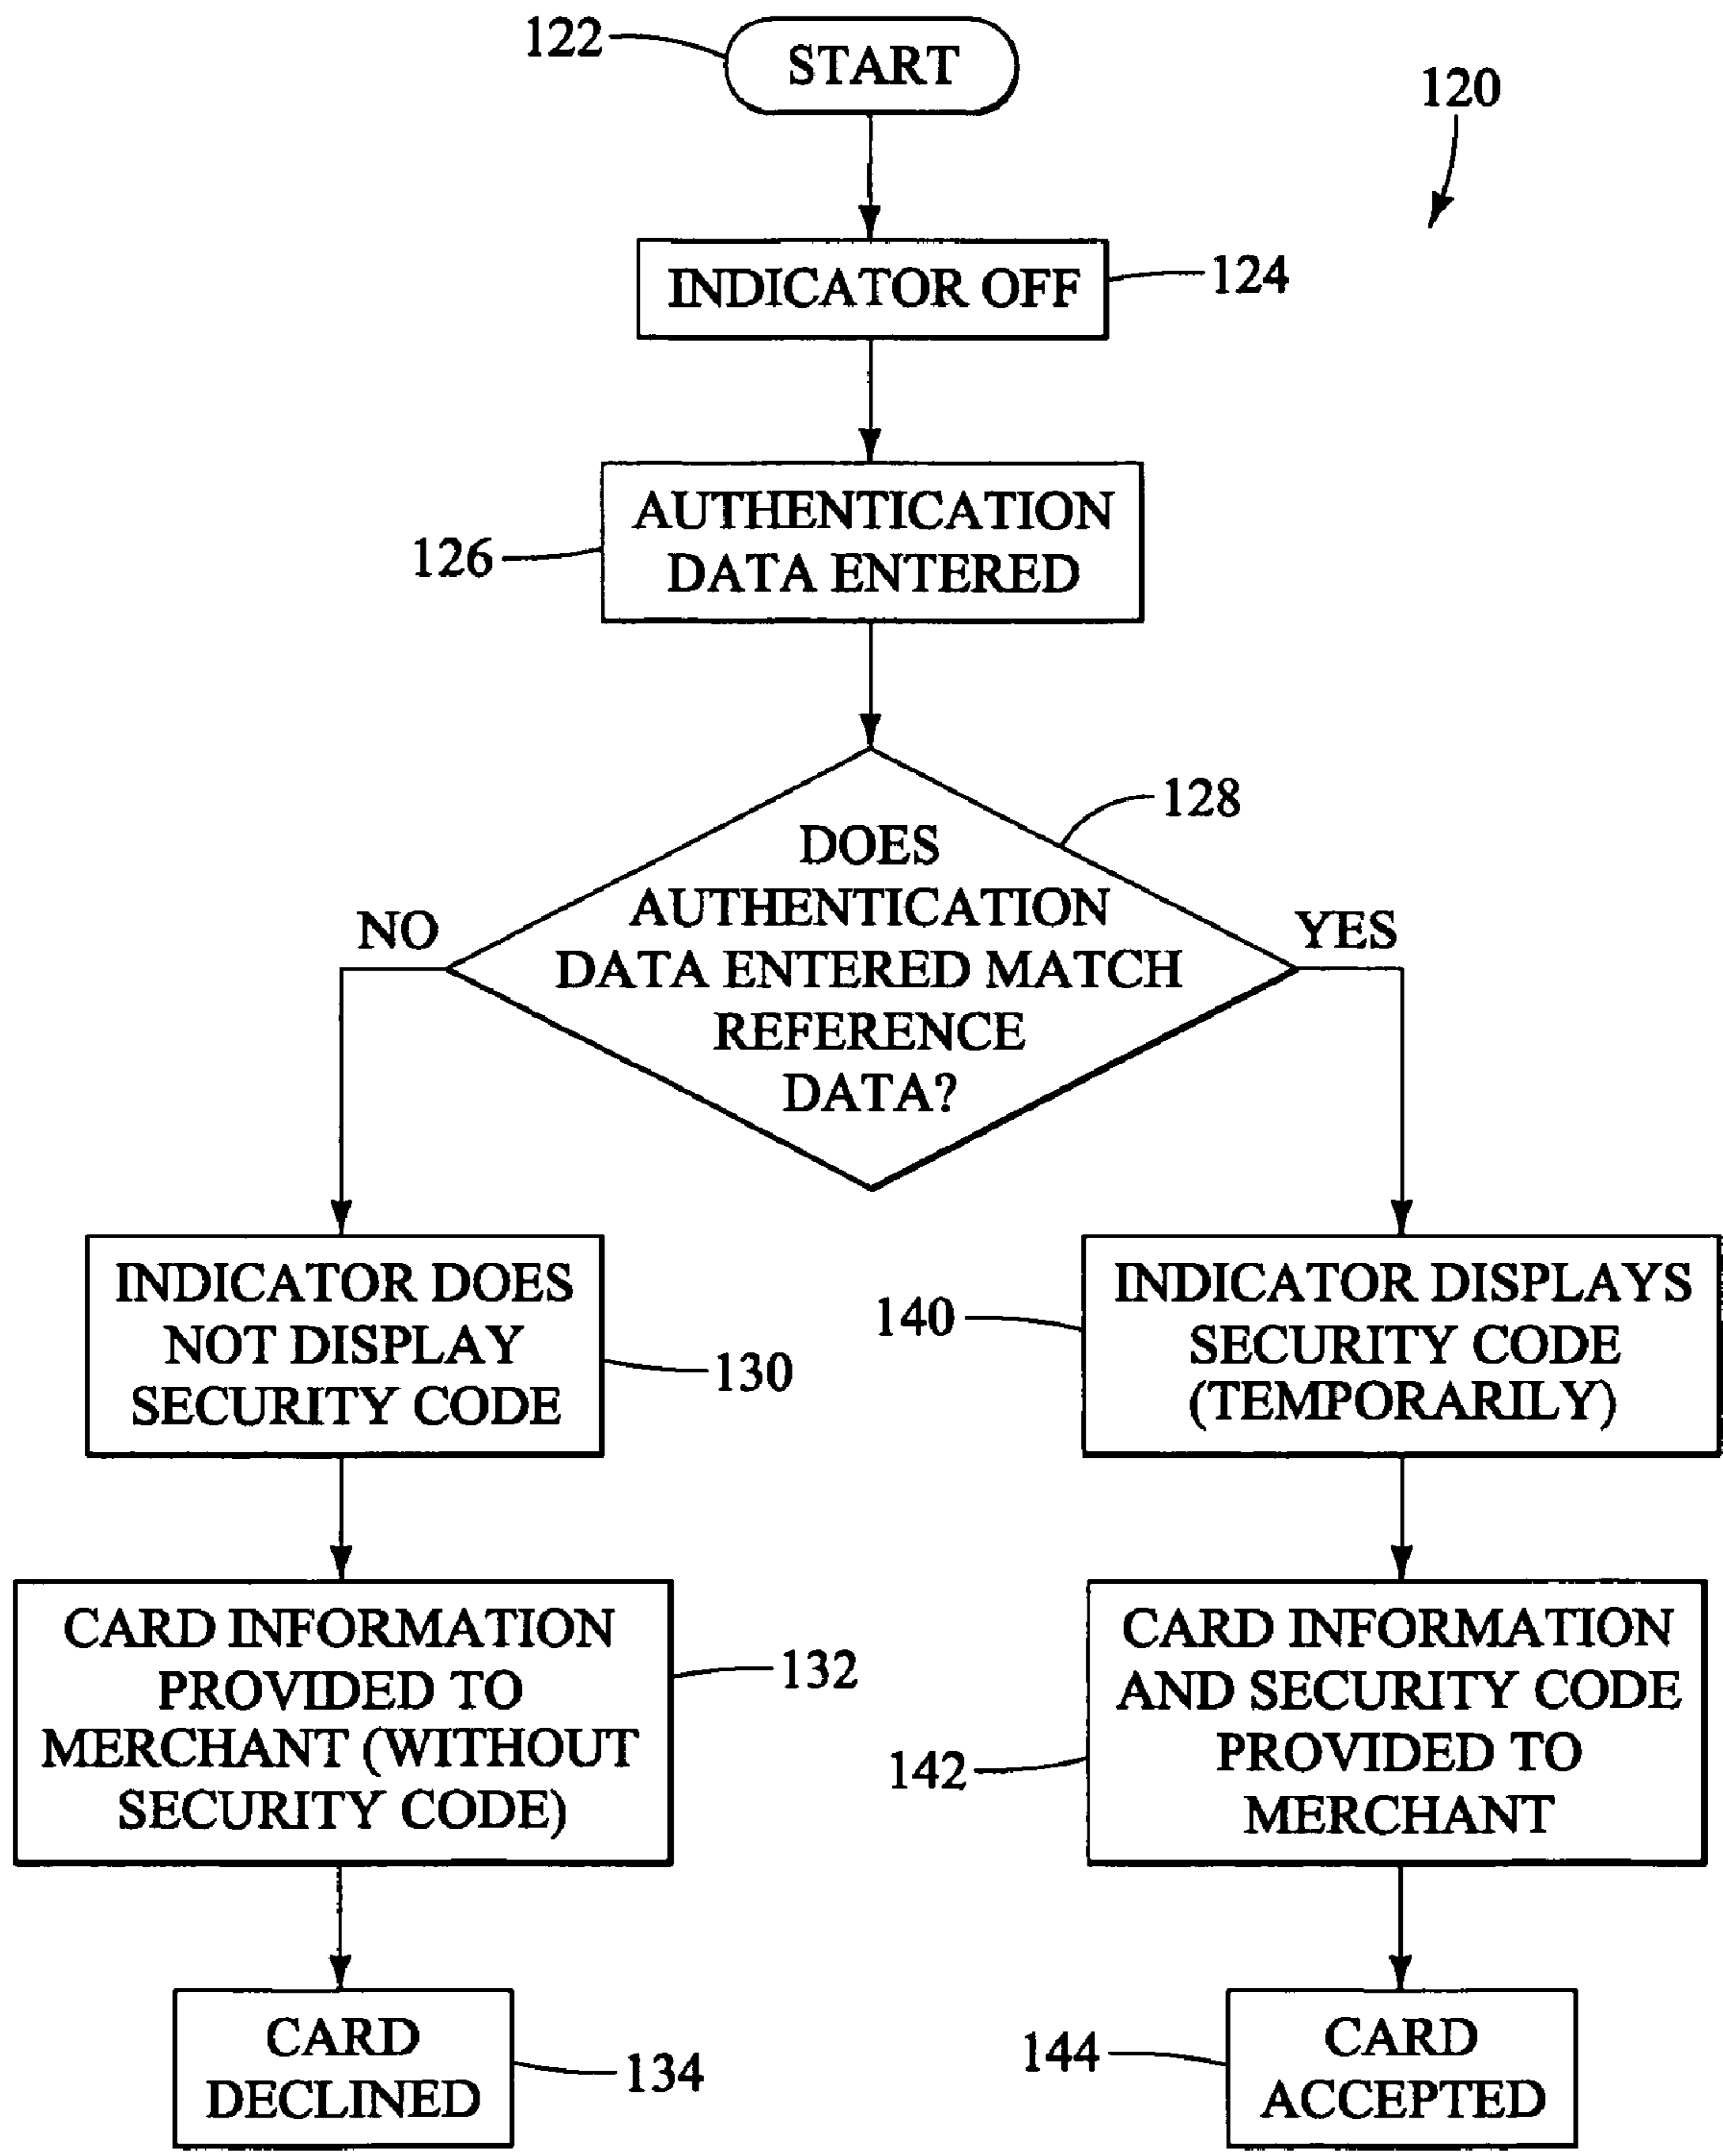 122
START
120
INDICATOR OFF
124
AUTHENTICATION
DATA ENTERED
126
128
DOES
AUTHENTICATION
DATA ENTERED MATCH
REFERENCE
DATA?
NO
YES
INDICATOR DOES
NOT DISPLAY
SECURITY CODE
130
140
INDICATOR DISPLAYS
SECURITY CODE
(TEMPORARILY)
CARD INFORMATION
PROVIDED TO
MERCHANT (WITHOUT
SECURITY CODE)
132
142
CARD INFORMATION
AND SECURITY CODE
PROVIDED TO
MERCHANT
CARD
DECLINED
134
144
CARD
ACCEPTED